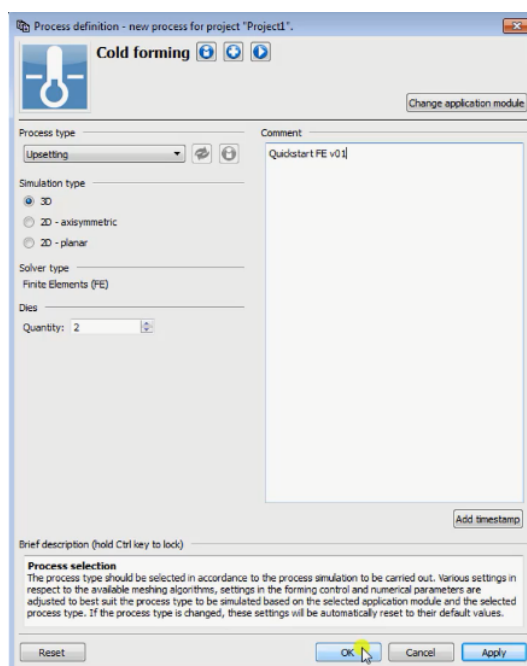 Process definition - new process for project "Project1".
Cold forming
Change application module
Process type
Upsetting
Simulation type
3D
2D - axisymmetric
2D - planar
Solver type
Finite Elements (FE)
Dies
Quantity: 2
Comment
Quickstart FE v01
Add timestamp
Brief description (hold Ctrl key to lock)
Process selection
The process type should be selected in accordance to the process simulation to be carried out. Various settings in
respect to the available meshing algorithms, settings in the forming control and numerical parameters are
adjusted to best suit the process type to be simulated based on the selected application module and the selected
process type. If the process type is changed, these settings will be automatically reset to their default values.
Reset
OK
Cancel
Apply